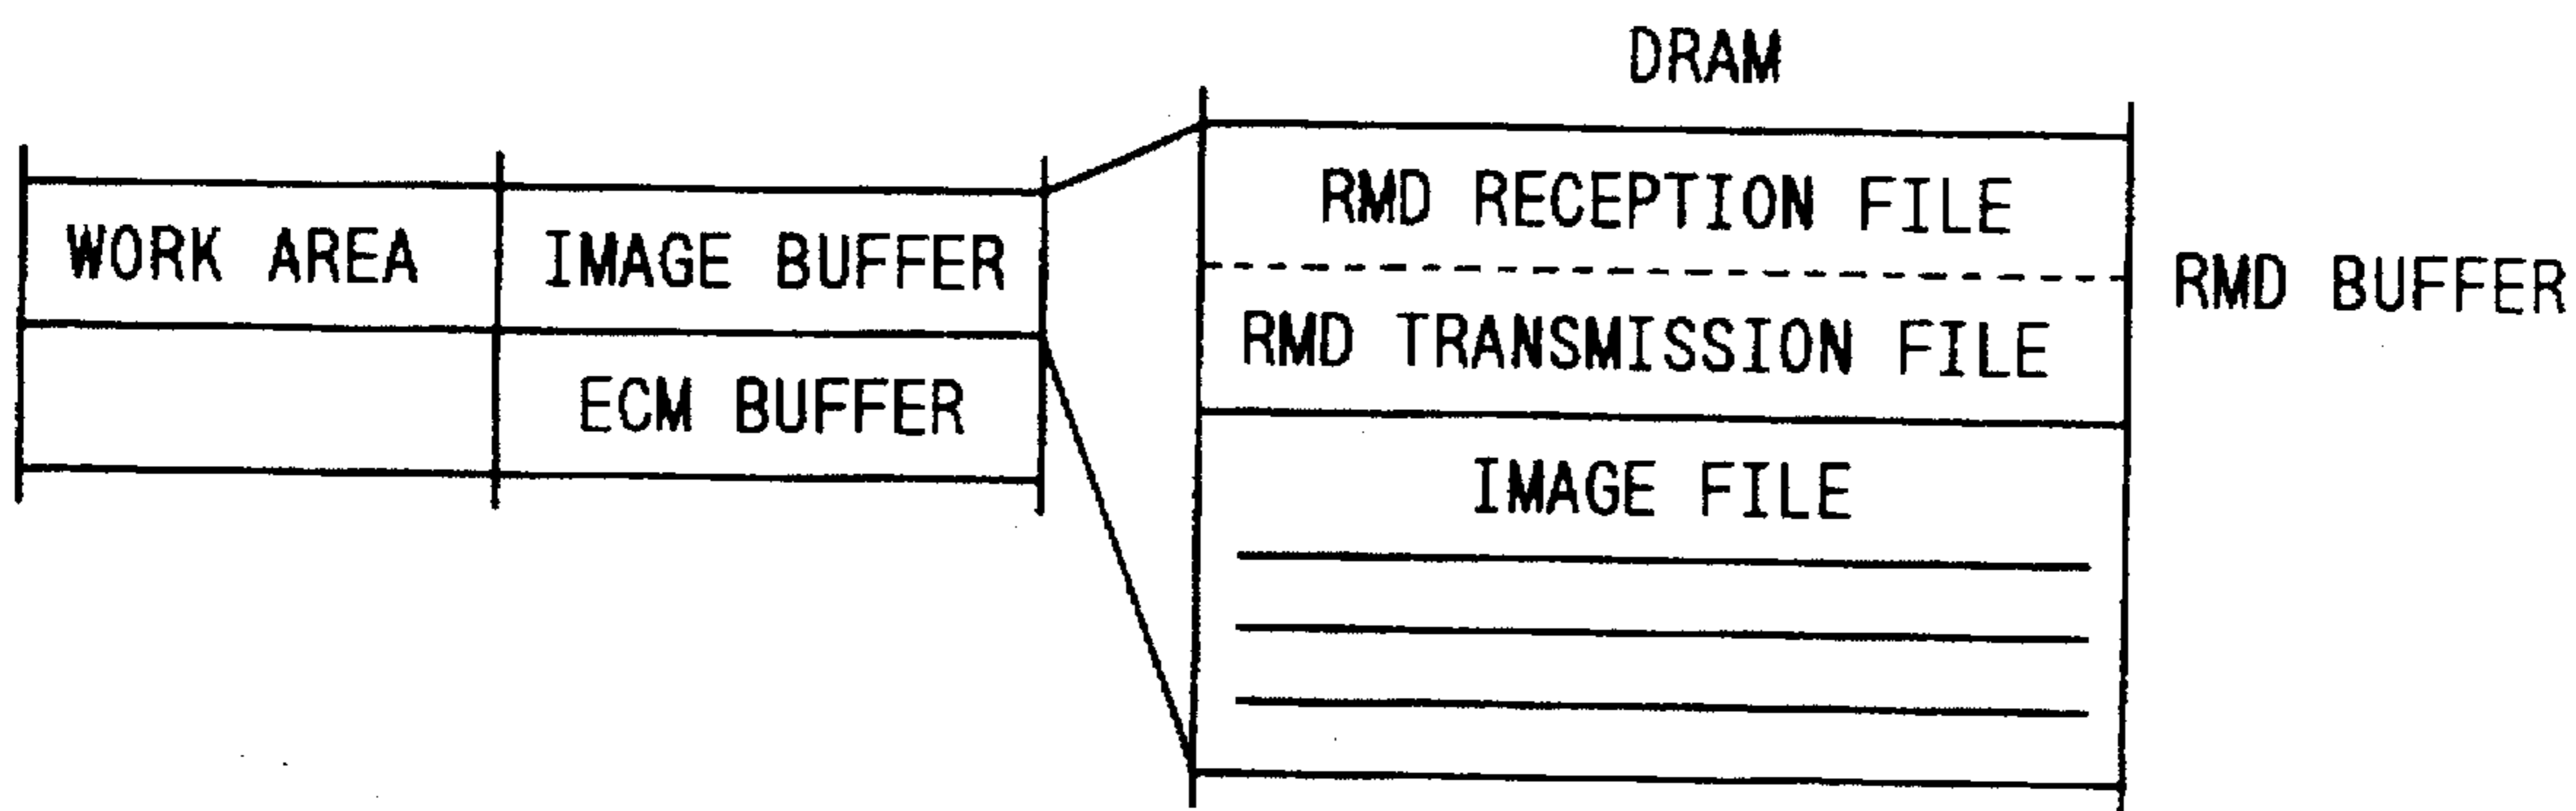 DRAM
WORK AREA
IMAGE BUFFER
ECM BUFFER
RMD RECEPTION FILE
RMD TRANSMISSION FILE
IMAGE FILE
RMD BUFFER